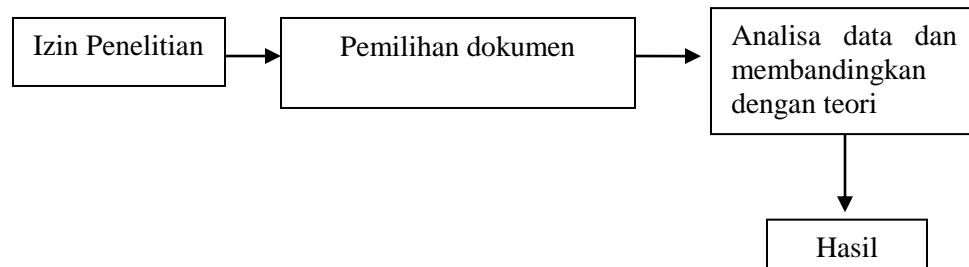 Izin Penelitian
Pemilihan dokumen
Analisa data dan
membandingkan
dengan teori
Hasil